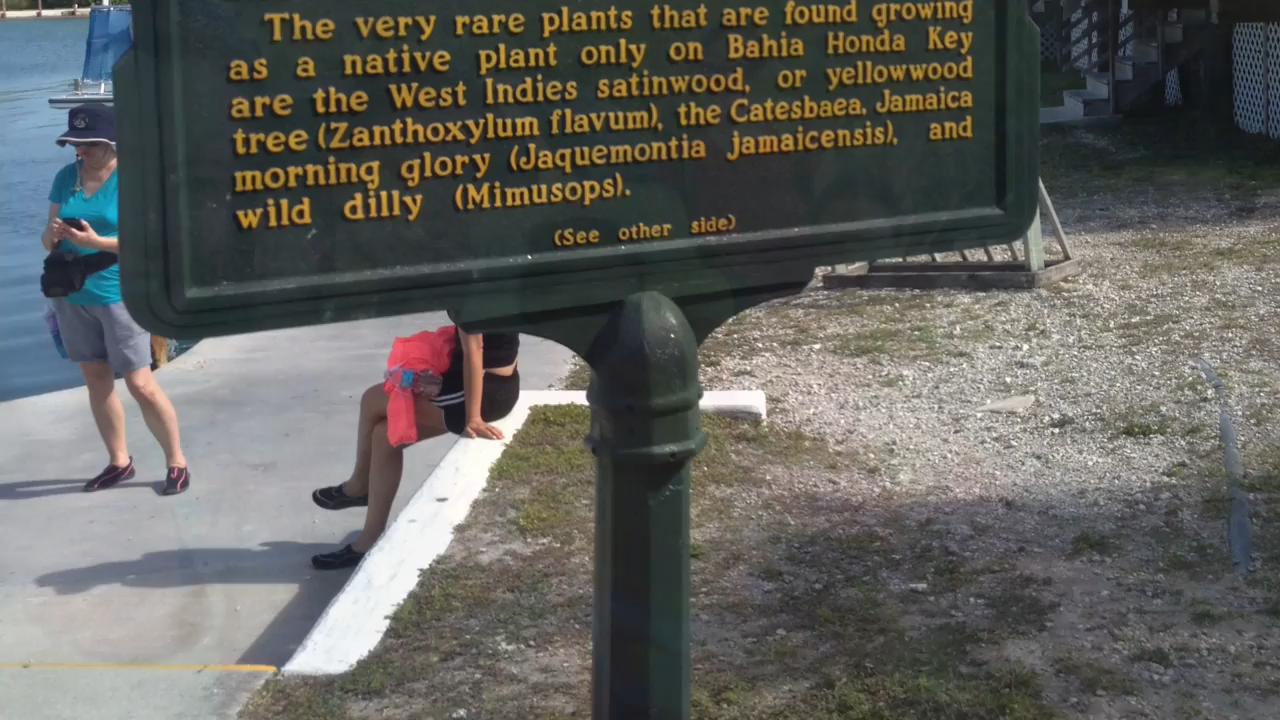 The very rare plants that are found growing
as a native plant only on Bahia Honda Key
are the West Indies satinwood, or yellowwood
tree (Zanthoxylum flavum), the Catesbaea, Jamaica
morning glory (Jaquemontia jamaicensis), and
wild dilly (Mimusops).
(See other side)